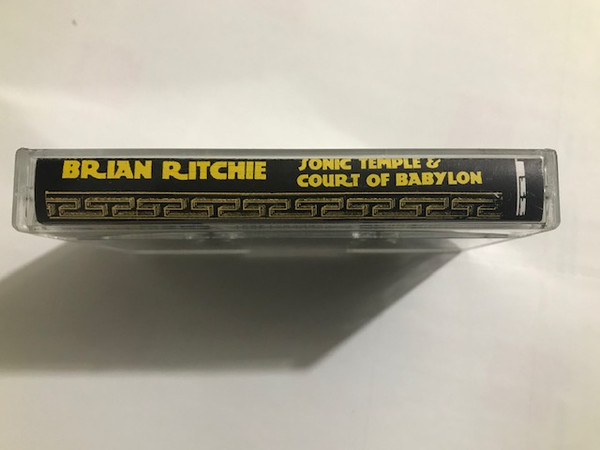 BRIAN RITCHIE
SONIC TEMPLE &
COURT OF BABYLON